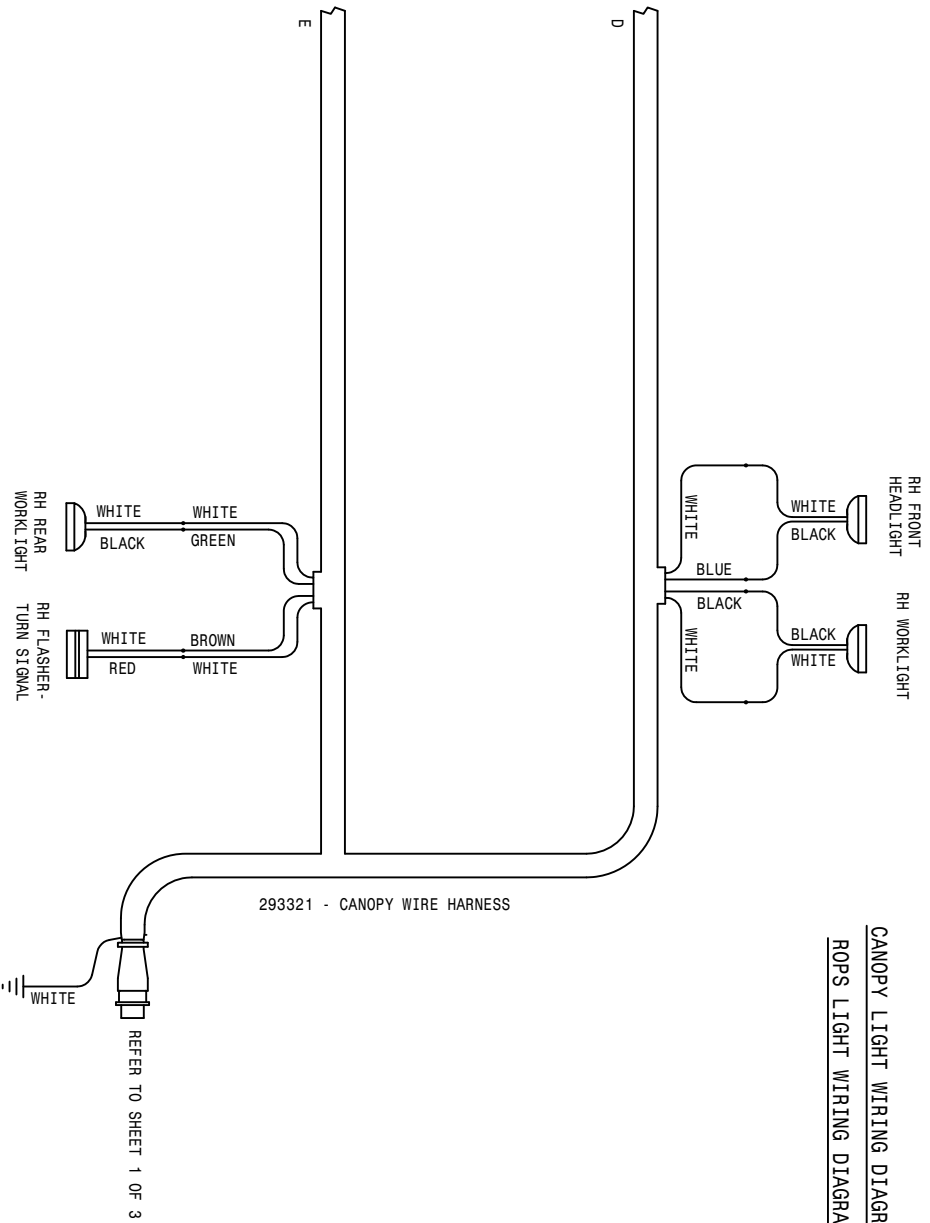 CANOPY LIGHT WIRING DIAGR
ROPS LIGHT WIRING DIAGRA
E
D
RH FRONT
HEADLIGHT
RH WORKLIGHT
WHITE
BLACK
BLACK
WHITE
WHITE
BLUE
BLACK
WHITE
RH REAR
WORKLIGHT
WHITE
WHITE
BLACK
GREEN
RH FLASHER-
TURN SIGNAL
WHITE
BROWN
RED
WHITE
293321 - CANOPY WIRE HARNESS
WHITE
REFER TO SHEET 1 OF 3